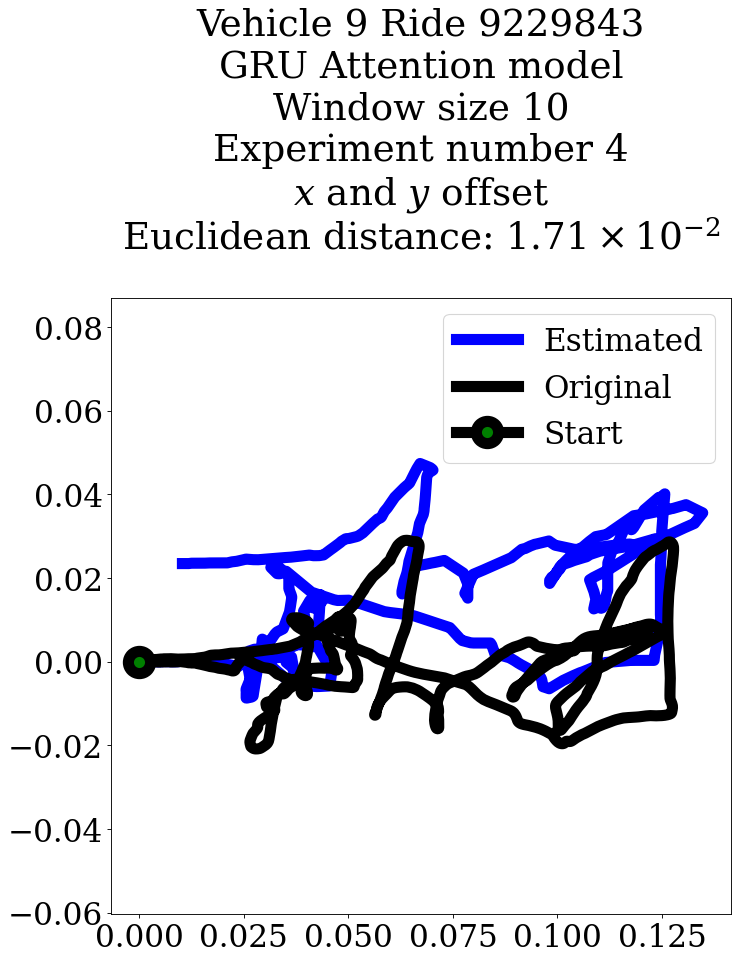 Vehicle 9 Ride 9229843
GRU Attention model
Window size 10
Experiment number 4
x and y offset
Euclidean distance: 1.71 × 10⁻²
Estimated
Original
Start
0.08
0.06
0.04
0.02
0.00
−0.02
−0.04
−0.06
0.000 0.025 0.050 0.075 0.100 0.125